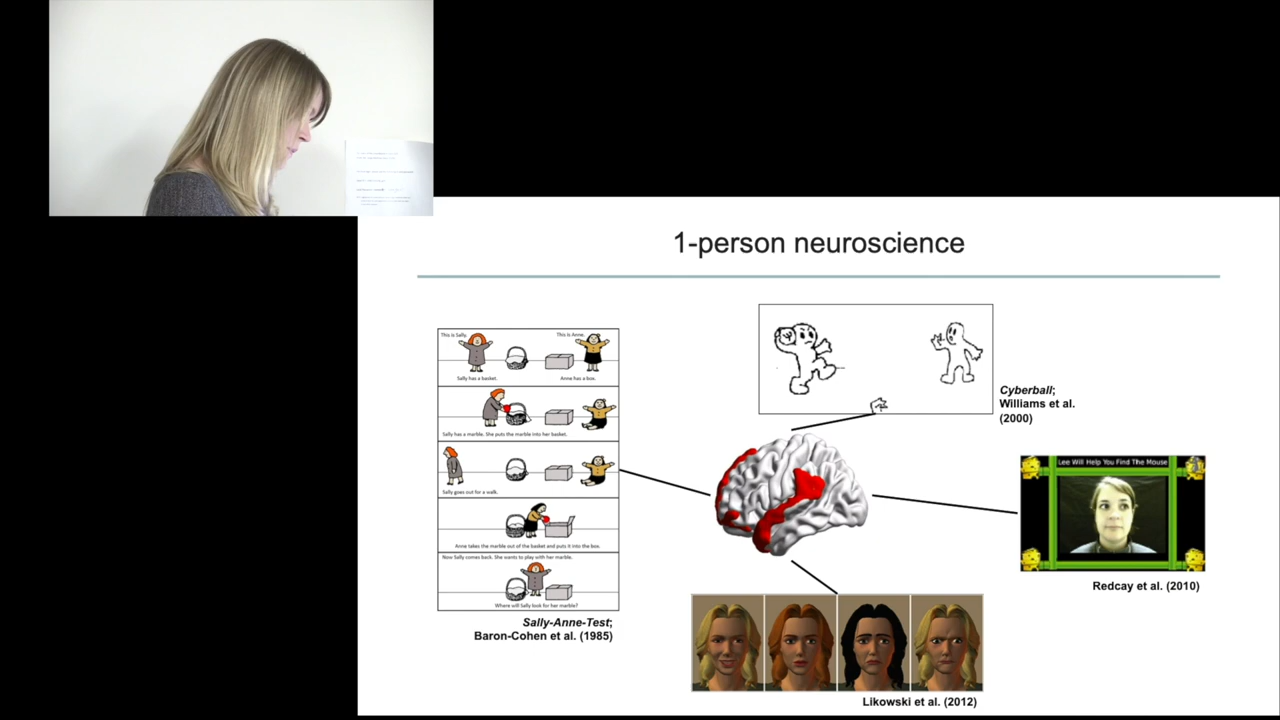 1-person neuroscience
This is Sally.
This is Anne.
Sally has a basket.
Anne has a box.
Sally has a marble. She puts the marble into her basket.
Sally goes out for a walk.
Anne takes the marble out of the basket and puts it into the box.
Now Sally comes back. She wants to play with her marble.
Where will Sally look for her marble?
Sally-Anne-Test;
Baron-Cohen et al. (1985)
Cyberball;
Williams et al.
(2000)
Lee Will Help You Find The Mouse
Redcay et al. (2010)
Likowski et al. (2012)